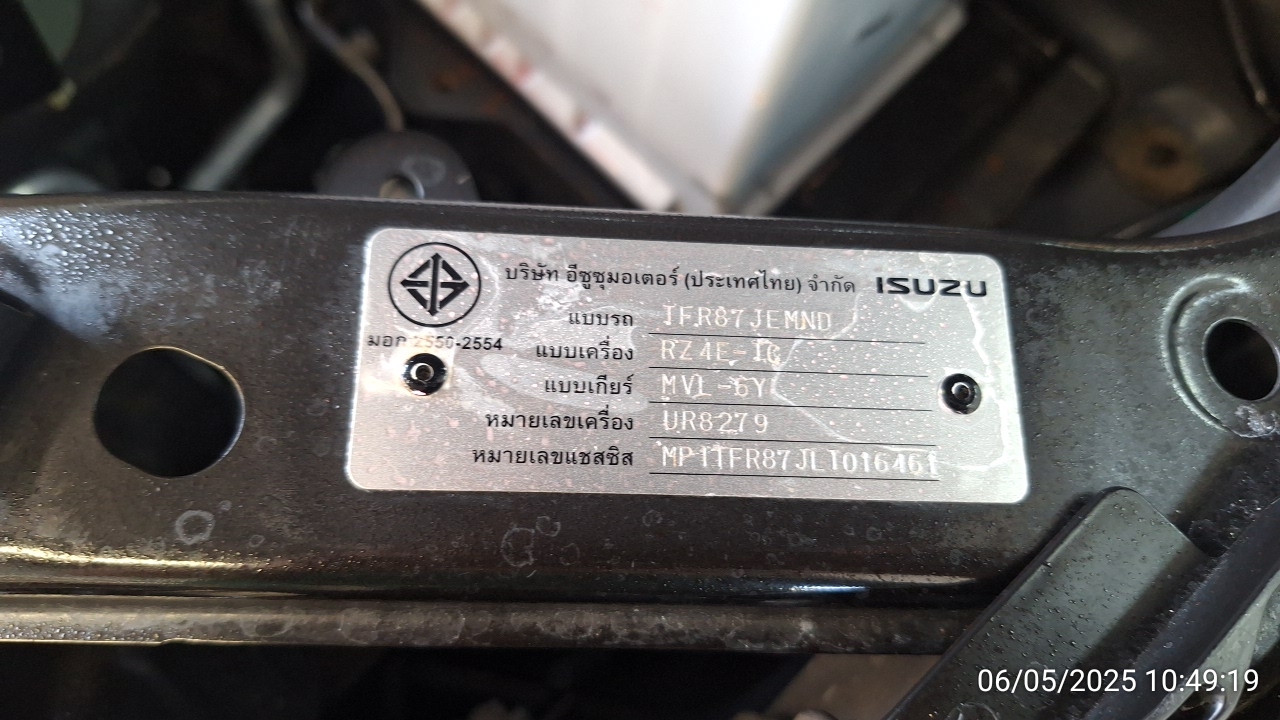 บริษัท อีซูซุมอเตอร์ (ประเทศไทย) จำกัด ISUZU
มอก 2550-2554
แบบรถ TFR87JEMND
แบบเครื่อง RZ4E-TC
แบบเกียร์ MVL-6Y
หมายเลขเครื่อง UR8279
หมายเลขแชสซิส MP1TFR87JLT016461
06/05/2025 10:49:19